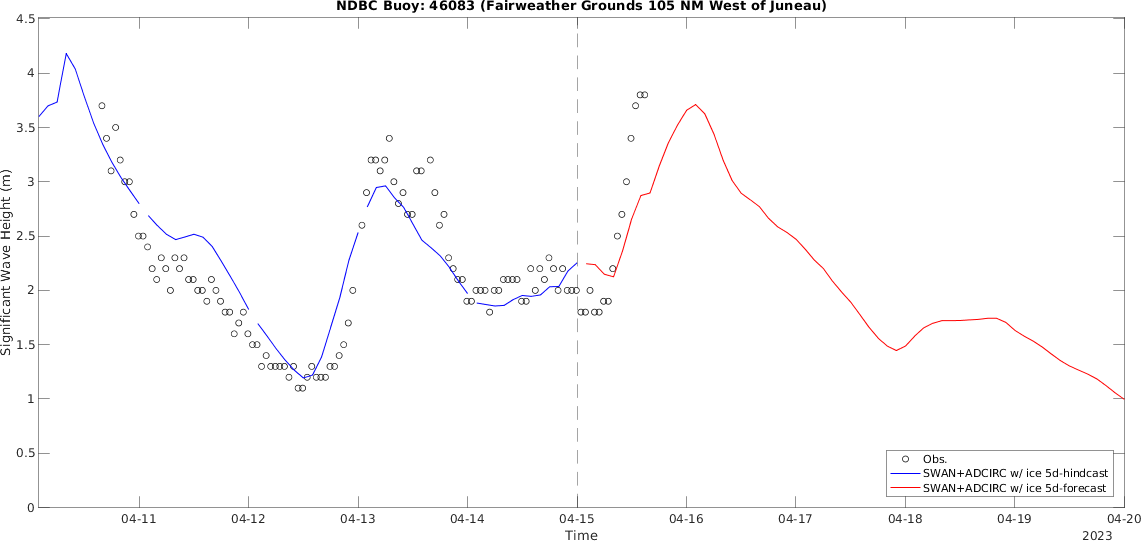 NDBC Buoy: 46083 (Fairweather Grounds 105 NM West of Juneau)
4.5
4
3.5
3
2.5
2
1.5
1
0.5
0
Significant Wave Height (m)
04-11 04-12 04-13 04-14 04-15 04-16 04-17 04-18 04-19 04-20
Time
2023
Obs.
SWAN+ADCIRC w/ ice 5d-hindcast
SWAN+ADCIRC w/ ice 5d-forecast